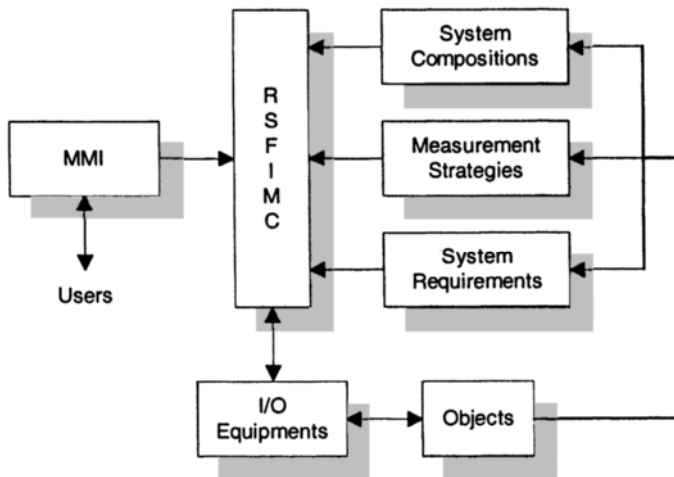 System
Compositions
R
S
F
I
M
C
MMI
Measurement
Strategies
System
Requirements
Users
I/O
Equipments
Objects